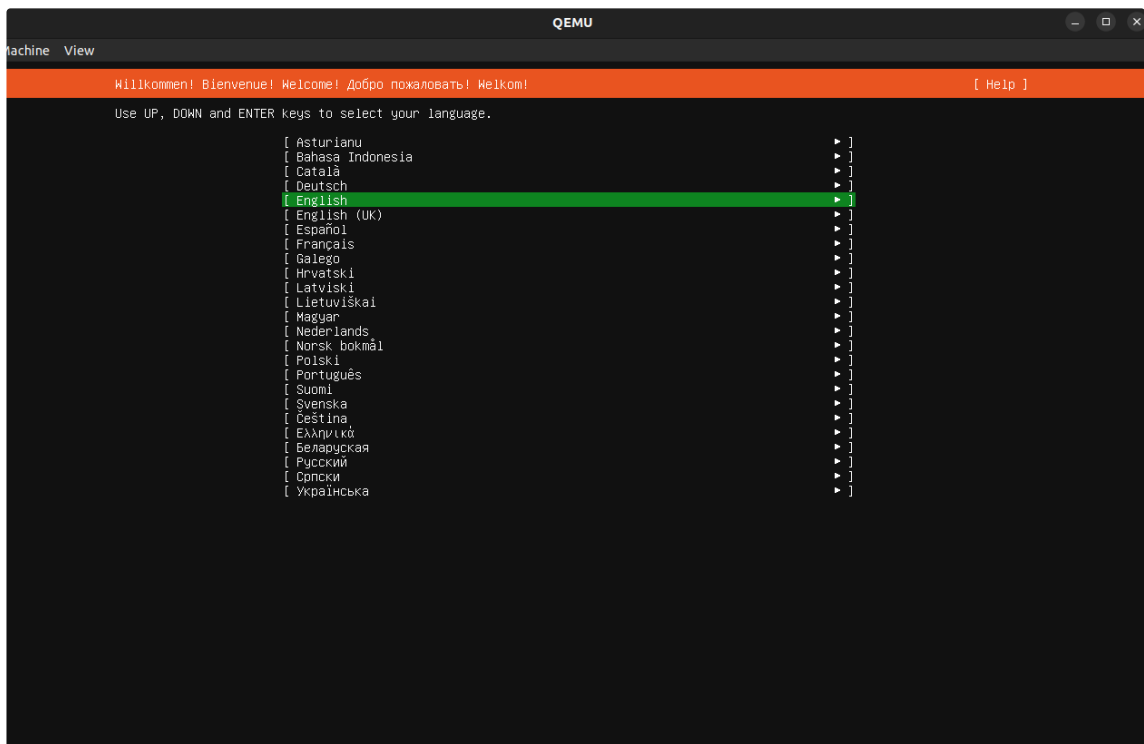 QEMU
Machine View
Willkommen! Bienvenue! Welcome! Добро пожаловать! Welkom! [ Help ]
Use UP, DOWN and ENTER keys to select your language.
[ Asturianu ▸ ]
[ Bahasa Indonesia ▸ ]
[ Català ▸ ]
[ Deutsch ▸ ]
[ English ▸ ]
[ English (UK) ▸ ]
[ Español ▸ ]
[ Français ▸ ]
[ Galego ▸ ]
[ Hrvatski ▸ ]
[ Latviski ▸ ]
[ Lietuviškai ▸ ]
[ Magyar ▸ ]
[ Nederlands ▸ ]
[ Norsk bokmål ▸ ]
[ Polski ▸ ]
[ Português ▸ ]
[ Suomi ▸ ]
[ Svenska ▸ ]
[ Čeština ▸ ]
[ Ελληνικά ▸ ]
[ Беларуская ▸ ]
[ Русский ▸ ]
[ Српски ▸ ]
[ Українська ▸ ]